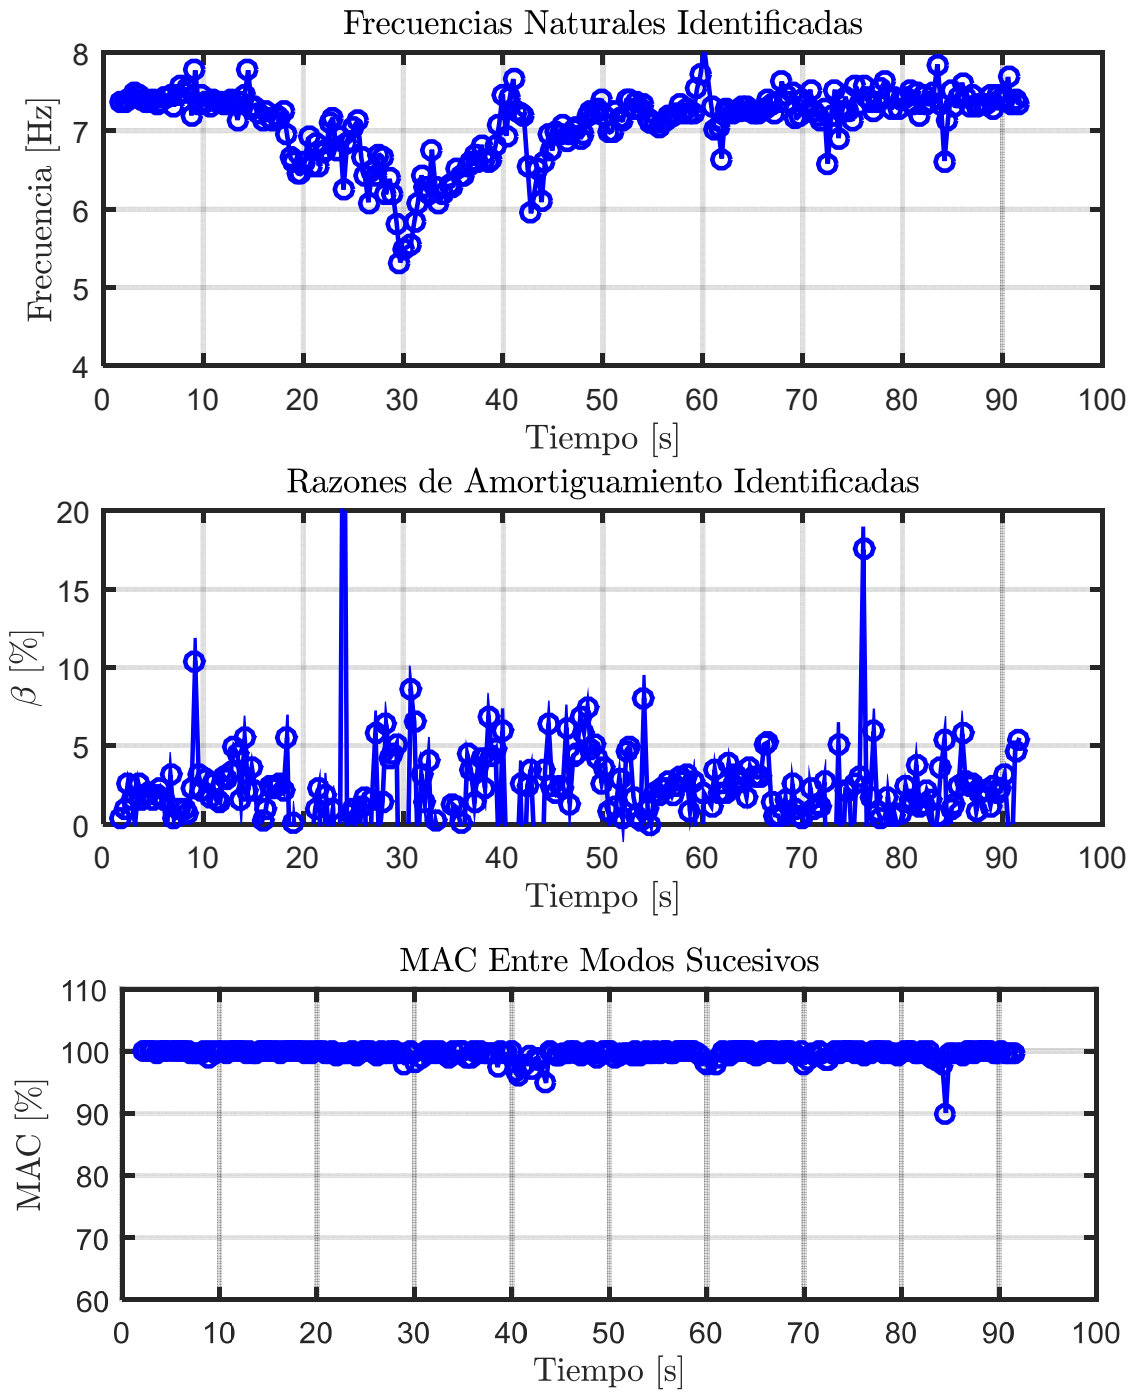 Frecuencias Naturales Identificadas
8
7
6
5
4
Frecuencia [Hz]
0 10 20 30 40 50 60 70 80 90 100
Tiempo [s]
Razones de Amortiguamiento Identificadas
20
15
10
5
0
β [%]
0 10 20 30 40 50 60 70 80 90 100
Tiempo [s]
MAC Entre Modos Sucesivos
110
100
90
80
70
60
MAC [%]
0 10 20 30 40 50 60 70 80 90 100
Tiempo [s]